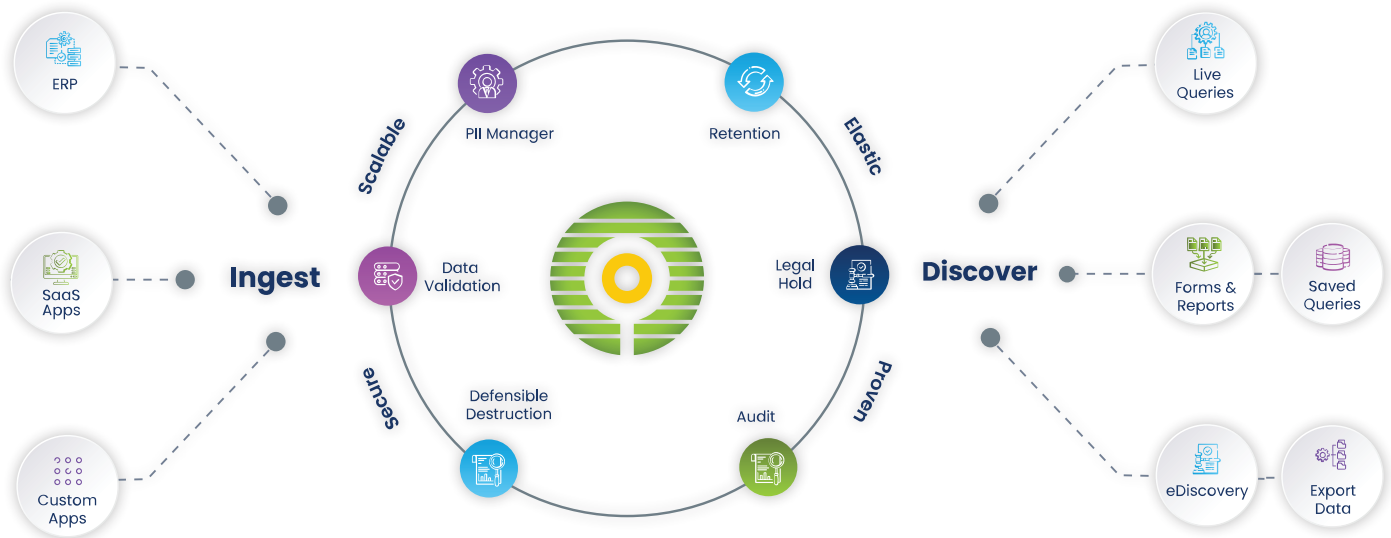 ERP
SaaS
Apps
Custom
Apps
Ingest
Scalable
Secure
PII Manager
Retention
Data
Validation
Legal
Hold
Defensible
Destruction
Audit
Elastic
Proven
Discover
Live
Queries
Forms &
Reports
Saved
Queries
eDiscovery
Export
Data